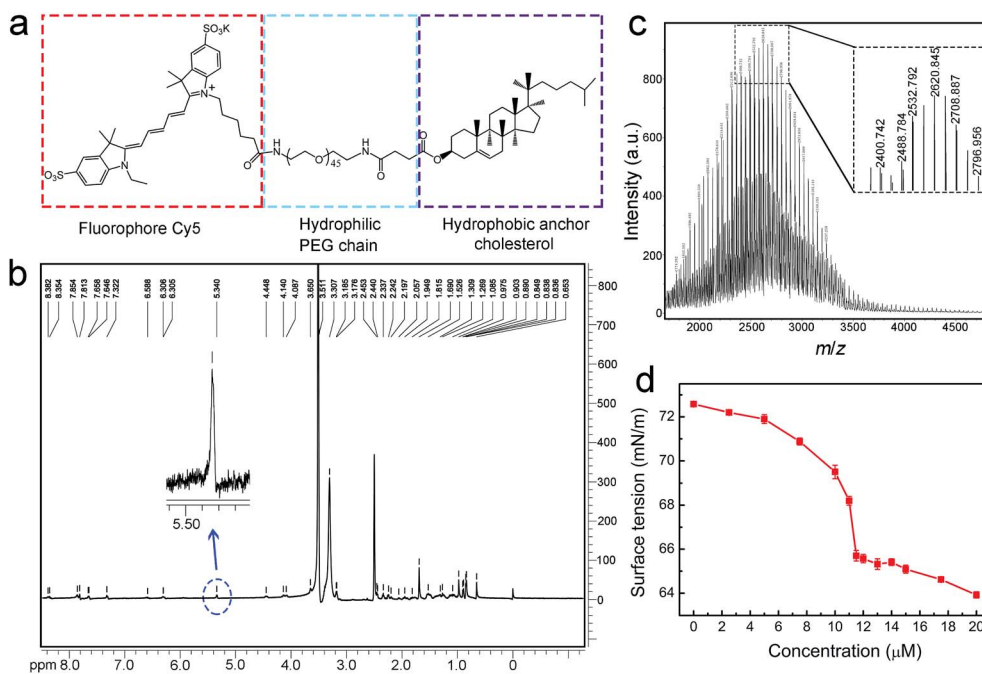 a
SO₃K
N
+
N
SO₃K
O
N
H
O
45
H
N
O
O
O
H
H
H
Fluorophore Cy5
Hydrophilic
PEG chain
Hydrophobic anchor
cholesterol
b
8.382
8.354
7.854
7.813
7.658
7.646
7.322
6.588
6.308
6.305
5.340
4.448
4.140
4.087
3.650
3.511
3.307
3.185
3.176
2.453
2.440
2.337
2.242
2.197
2.057
1.949
1.815
1.690
1.526
1.309
1.269
1.085
0.975
0.903
0.890
0.849
0.838
0.636
0.653
5.50
800
700
600
500
400
300
200
100
0
ppm 8.0 7.0 6.0 5.0 4.0 3.0 2.0 1.0 0
c
Intensity (a.u.)
800
600
400
200
0
2000 2500 3000 3500 4000 4500
m/z
2400.742
2488.784
2532.792
2620.845
2708.887
2796.956
d
Surface tension (mN/m)
72
70
68
66
64
0 2 4 6 8 10 12 14 16 18 20
Concentration (μM)